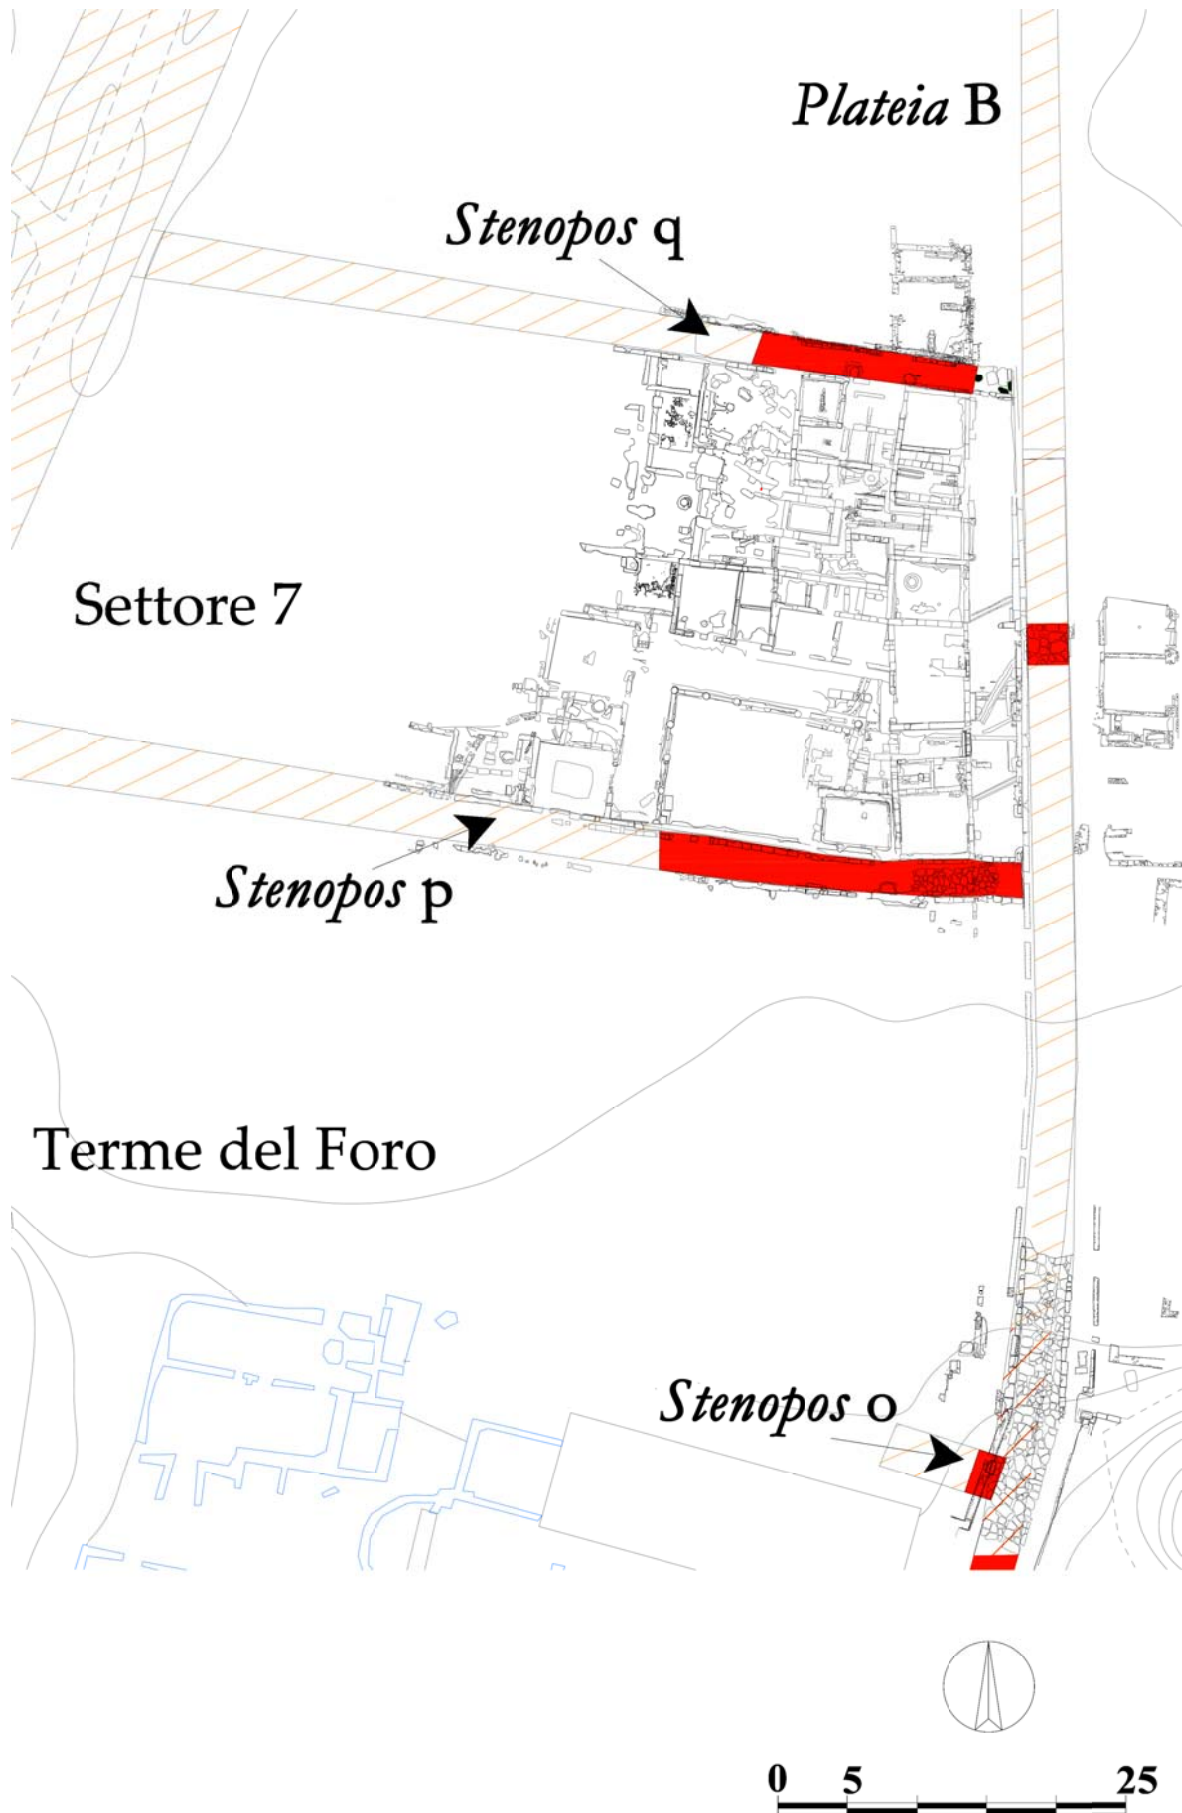 Plateia B
Stenopos q
Settore 7
Stenopos p
Terme del Foro
Stenopos o
0 5 25